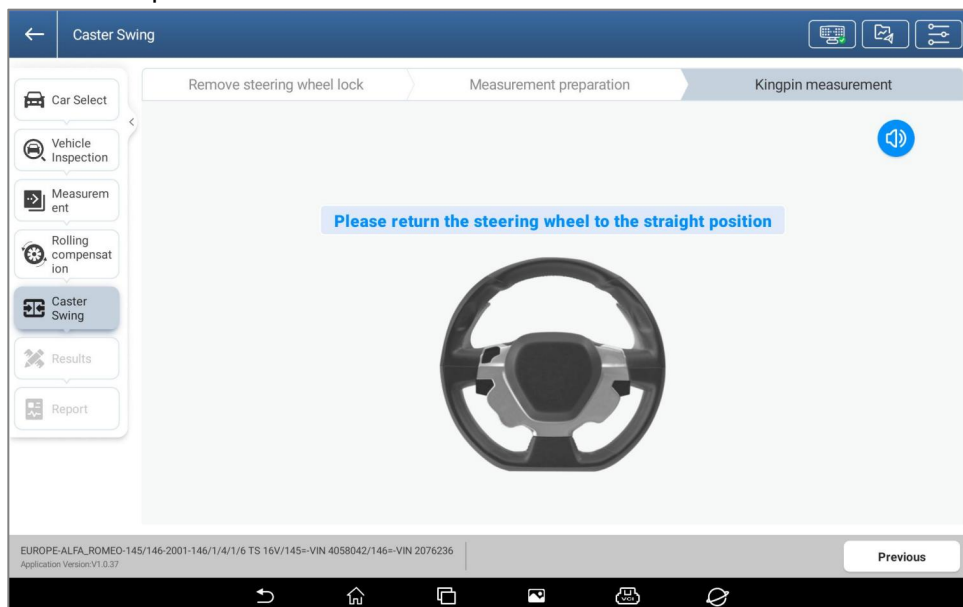 Caster Swing
Remove steering wheel lock
Measurement preparation
Kingpin measurement
Car Select
Vehicle
Inspection
Measurem
ent
Rolling
compensat
ion
Caster
Swing
Results
Report
Please return the steering wheel to the straight position
EUROPE-ALFA_ROMEO-145/146-2001-146/1/4/1/6 TS 16V/145=-VIN 4058042/146=-VIN 2076236
Application Version:V1.0.37
Previous
VCI